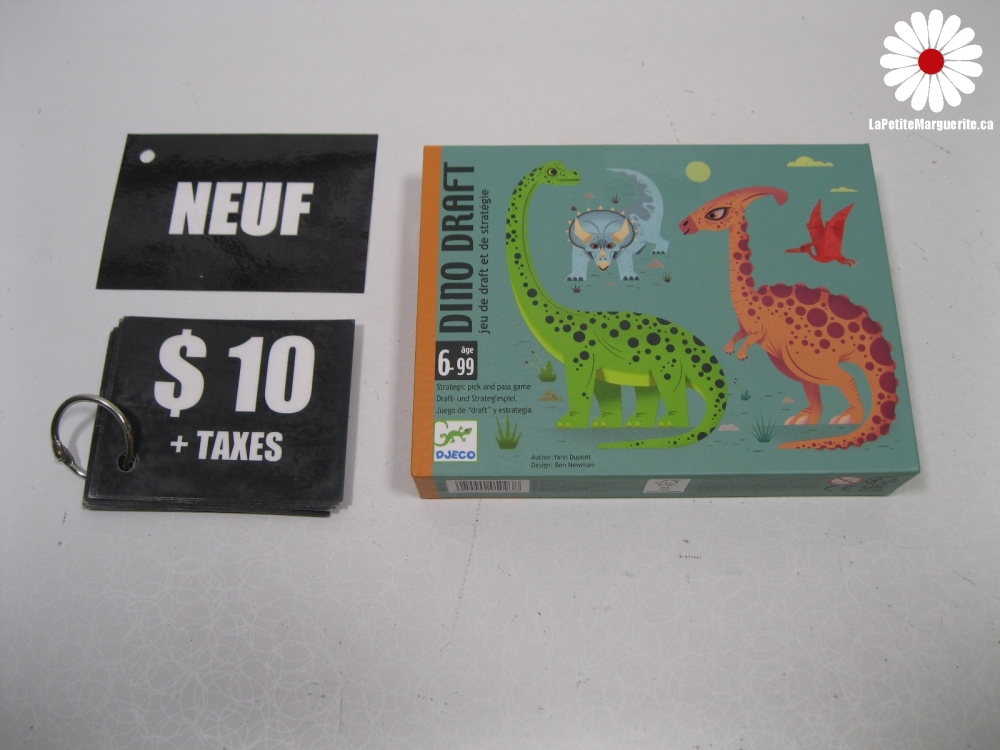 LaPetiteMarguerite.ca
NEUF
$ 10
+ TAXES
DINO DRAFT
jeu de draft et de stratégie
âge
6-99
Strategic pick and pass game
Draft- und Strategiespiel
Juego de "draft" y estrategia
DJECO
Author: Yann Dupont
Design: Ben Newman